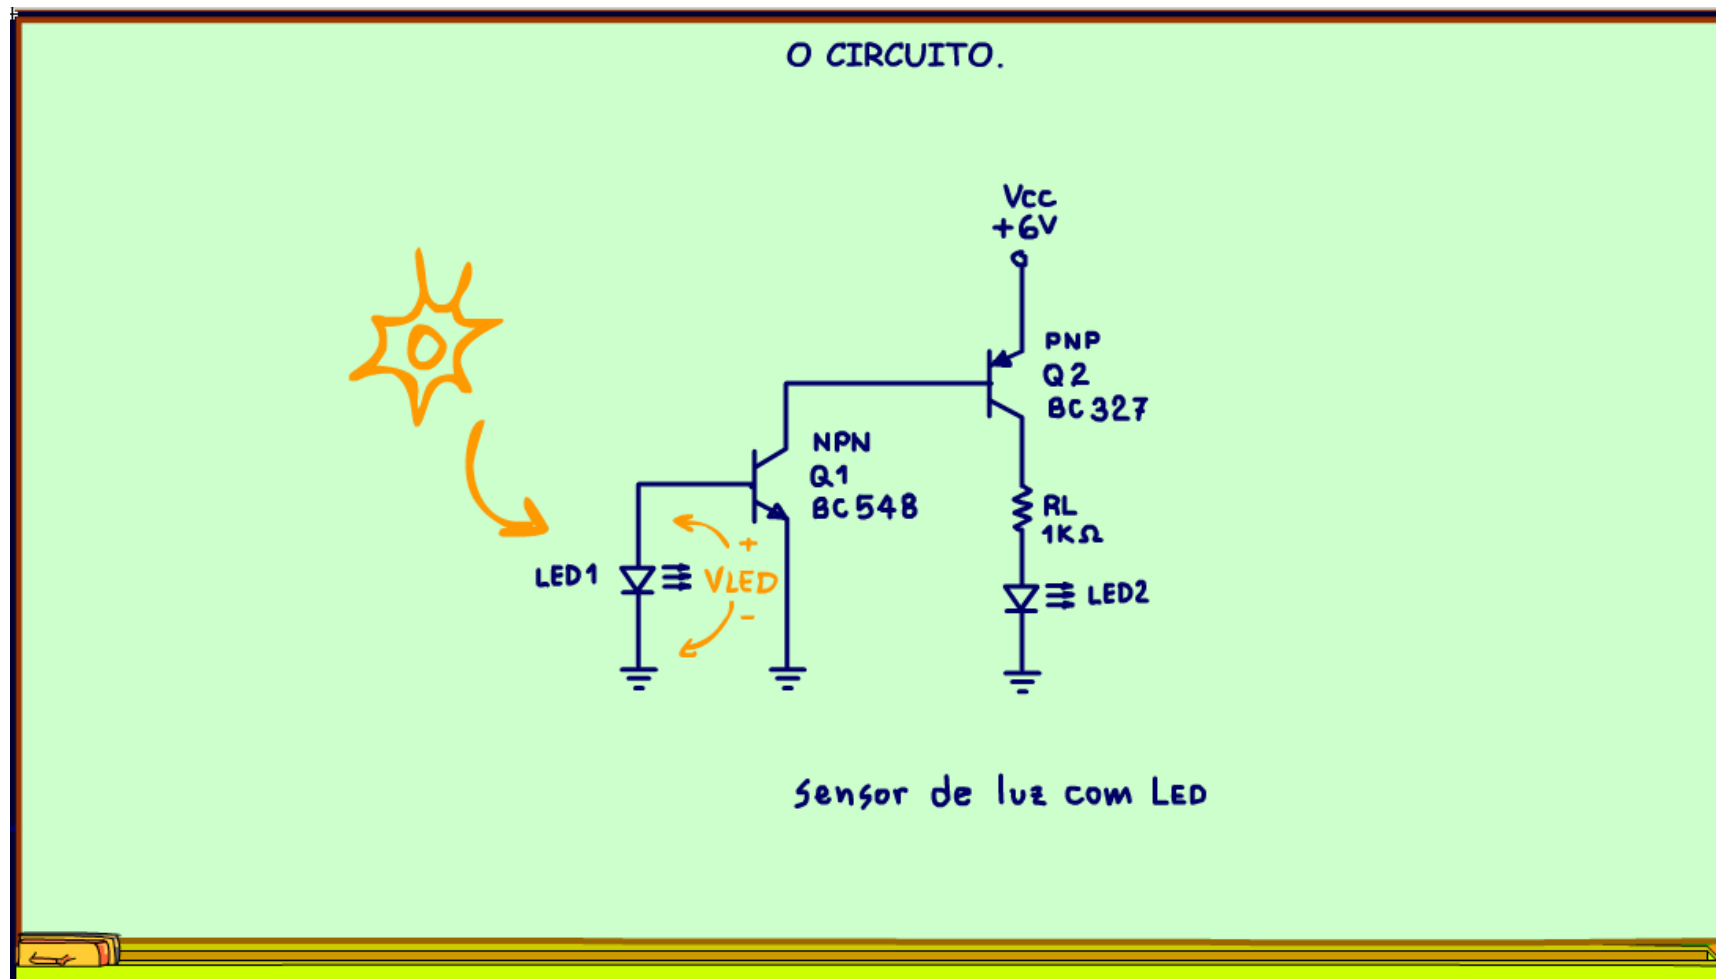 O CIRCUITO.
Vcc
+6V
PNP
Q2
BC327
NPN
Q1
BC548
RL
1KΩ
LED1
+
VLED
-
LED2
Sensor de luz com LED